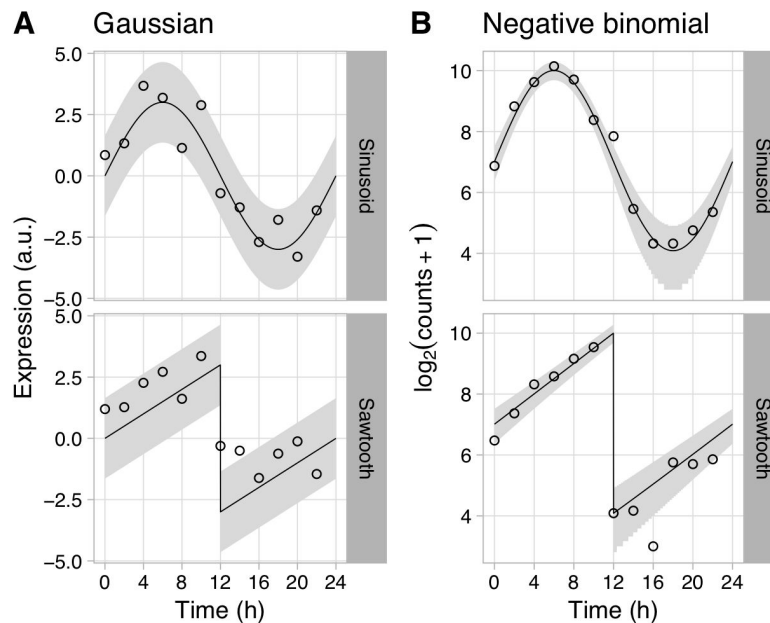 A Gaussian
Expression (a.u.)
5.0
2.5
0.0
−2.5
−5.0
Sinusoid
5.0
2.5
0.0
−2.5
−5.0
Sawtooth
0 4 8 12 16 20 24
Time (h)
B Negative binomial
log2(counts + 1)
10
8
6
4
Sinusoid
10
8
6
4
Sawtooth
0 4 8 12 16 20 24
Time (h)